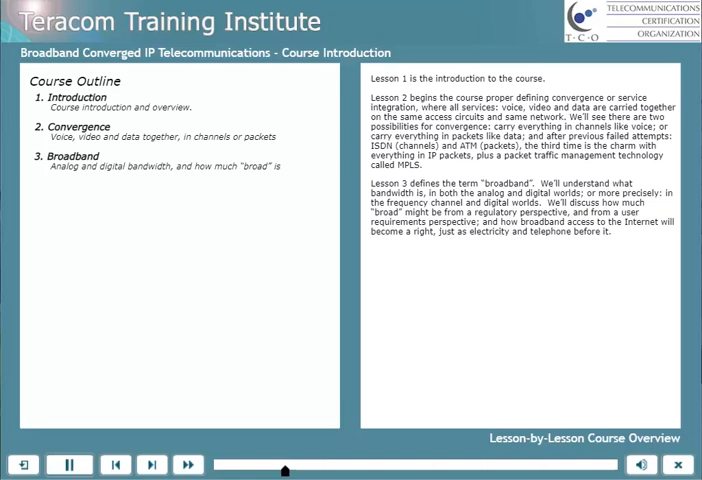 Teracom Training Institute
TELECOMMUNICATIONS
CERTIFICATION
ORGANIZATION
T·C·O
Broadband Converged IP Telecommunications - Course Introduction
Course Outline
1. Introduction
Course introduction and overview.
2. Convergence
Voice, video and data together, in channels or packets
3. Broadband
Analog and digital bandwidth, and how much "broad" is
Lesson 1 is the introduction to the course.
Lesson 2 begins the course proper defining convergence or service
integration, where all services: voice, video and data are carried together
on the same access circuits and same network. We'll see there are two
possibilities for convergence: carry everything in channels like voice; or
carry everything in packets like data; and after previous failed attempts:
ISDN (channels) and ATM (packets), the third time is the charm with
everything in IP packets, plus a packet traffic management technology
called MPLS.
Lesson 3 defines the term "broadband". We'll understand what
bandwidth is, in both the analog and digital worlds; or more precisely: in
the frequency channel and digital worlds. We'll discuss how much
"broad" might be from a regulatory perspective, and from a user
requirements perspective; and how broadband access to the Internet will
become a right, just as electricity and telephone before it.
Lesson-by-Lesson Course Overview